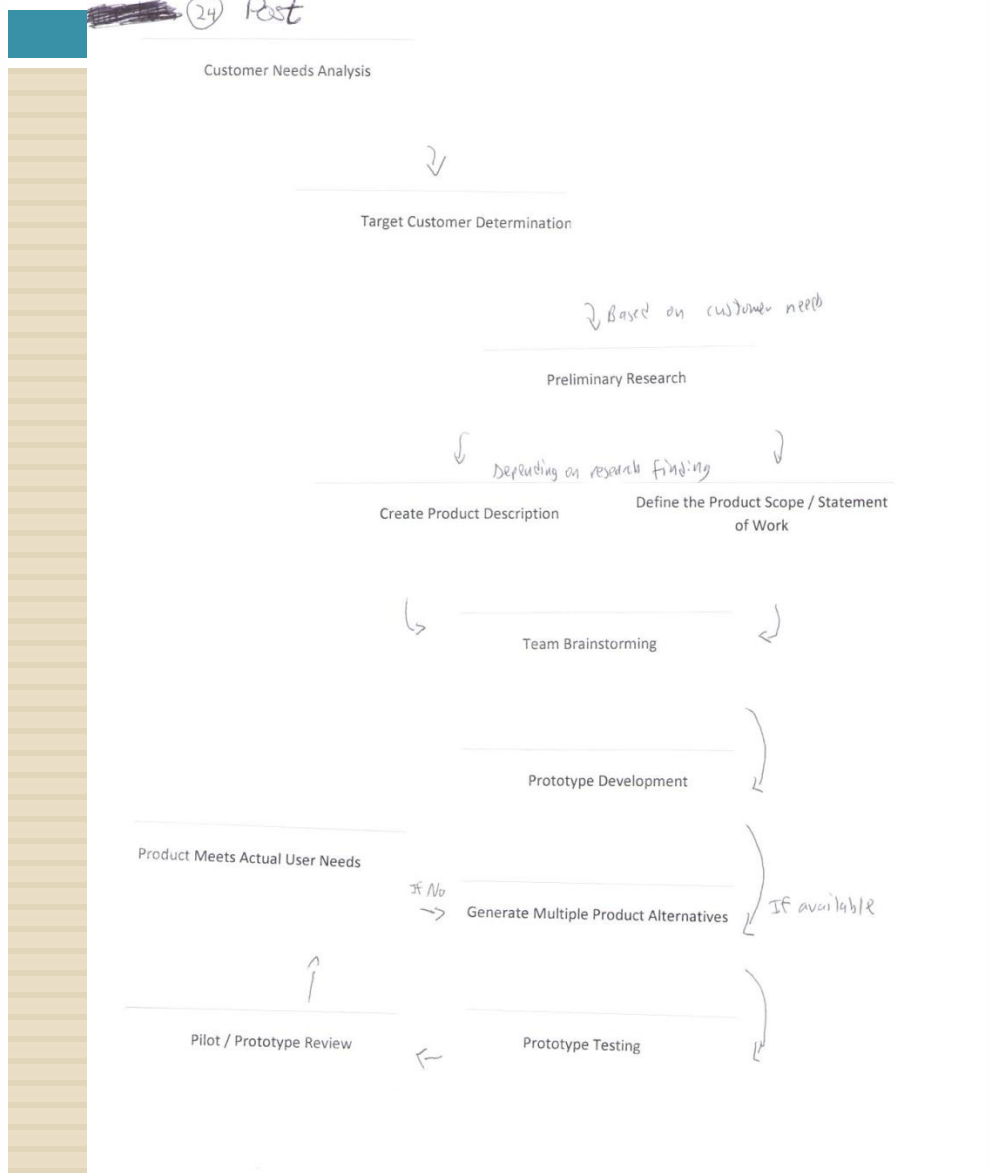 24 Post
Customer Needs Analysis
Target Customer Determination
Based on customer needs
Preliminary Research
Depending on research finding
Create Product Description
Define the Product Scope / Statement
of Work
Team Brainstorming
Prototype Development
Product Meets Actual User Needs
If No
Generate Multiple Product Alternatives
If available
Pilot / Prototype Review
Prototype Testing